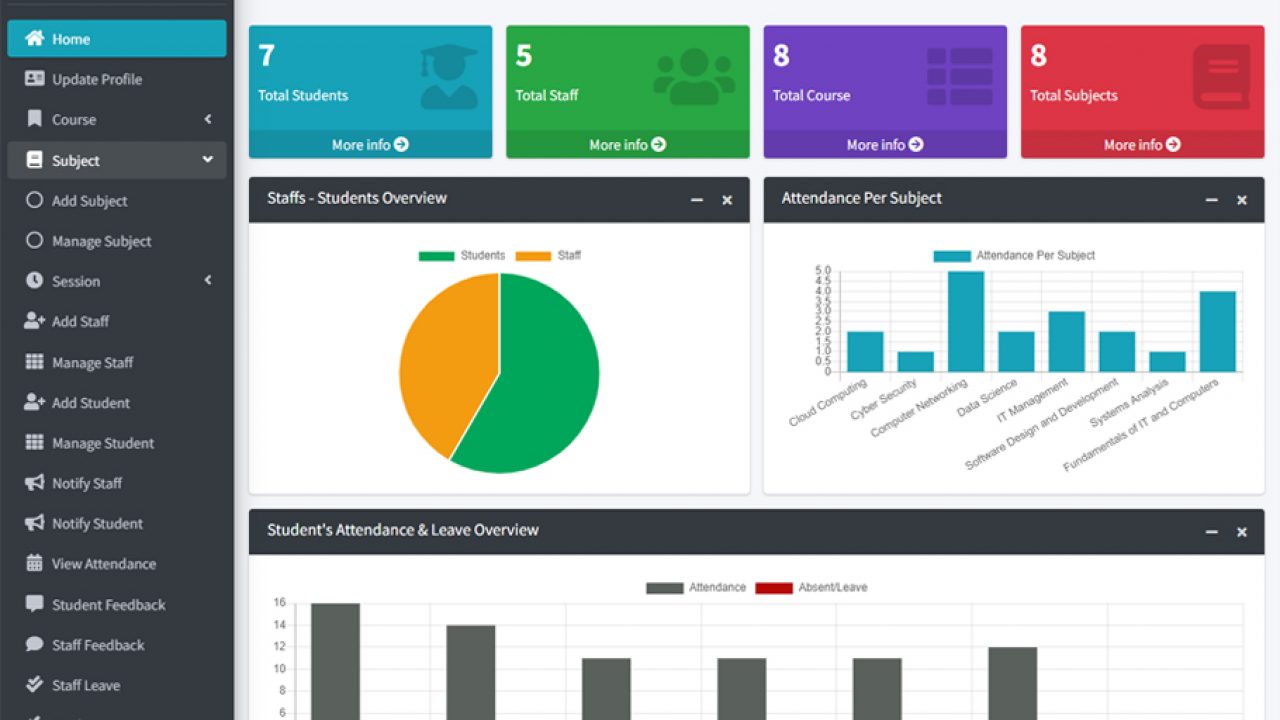 Home
Update Profile
Course
Subject
Add Subject
Manage Subject
Session
Add Staff
Manage Staff
Add Student
Manage Student
Notify Staff
Notify Student
View Attendance
Student Feedback
Staff Feedback
Staff Leave
7
Total Students
More info
5
Total Staff
More info
8
Total Course
More info
8
Total Subjects
More info
Staffs - Students Overview
Students Staff
Attendance Per Subject
Attendance Per Subject
5.0
4.5
4.0
3.5
3.0
2.5
2.0
1.5
1.0
0.5
0
Cloud Computing
Cyber Security
Computer Networking
Data Science
IT Management
Software Design and Development
Systems Analysis
Fundamentals of IT and Computers
Student's Attendance & Leave Overview
Attendance Absent/Leave
16
14
12
10
8
6